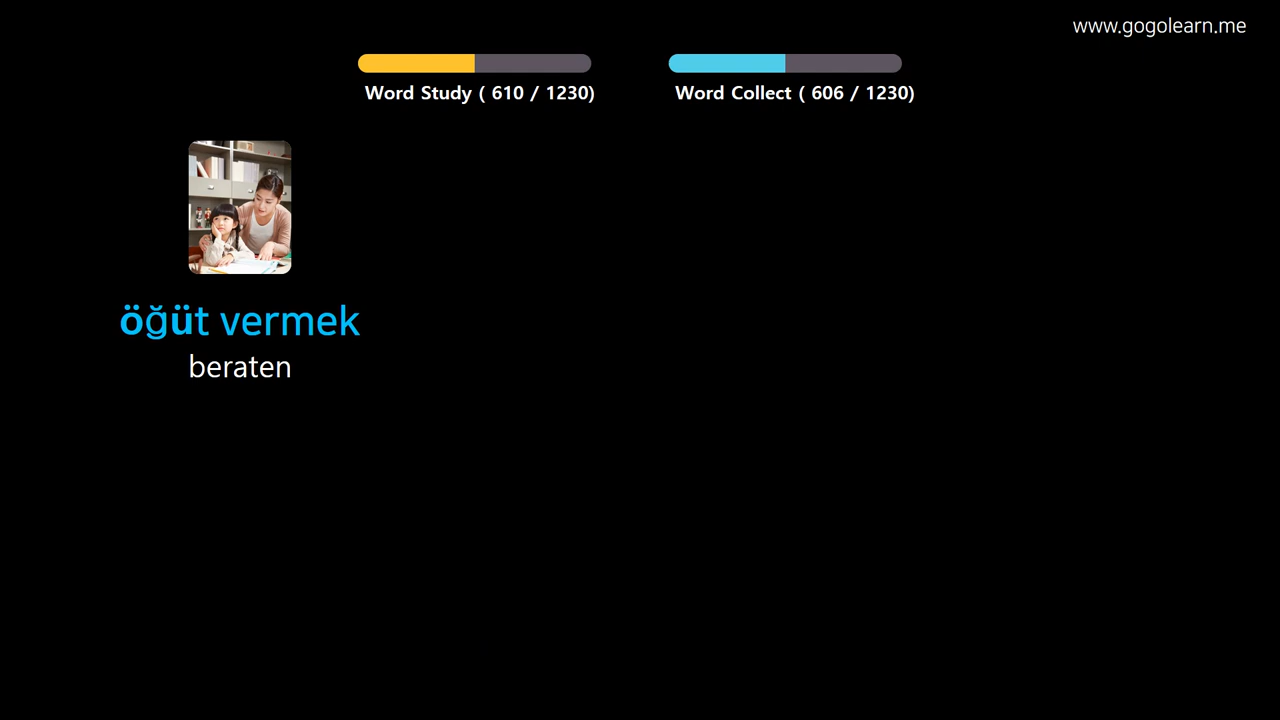 www.gogolearn.me
Word Study ( 610 / 1230)
Word Collect ( 606 / 1230)
öğüt vermek
beraten